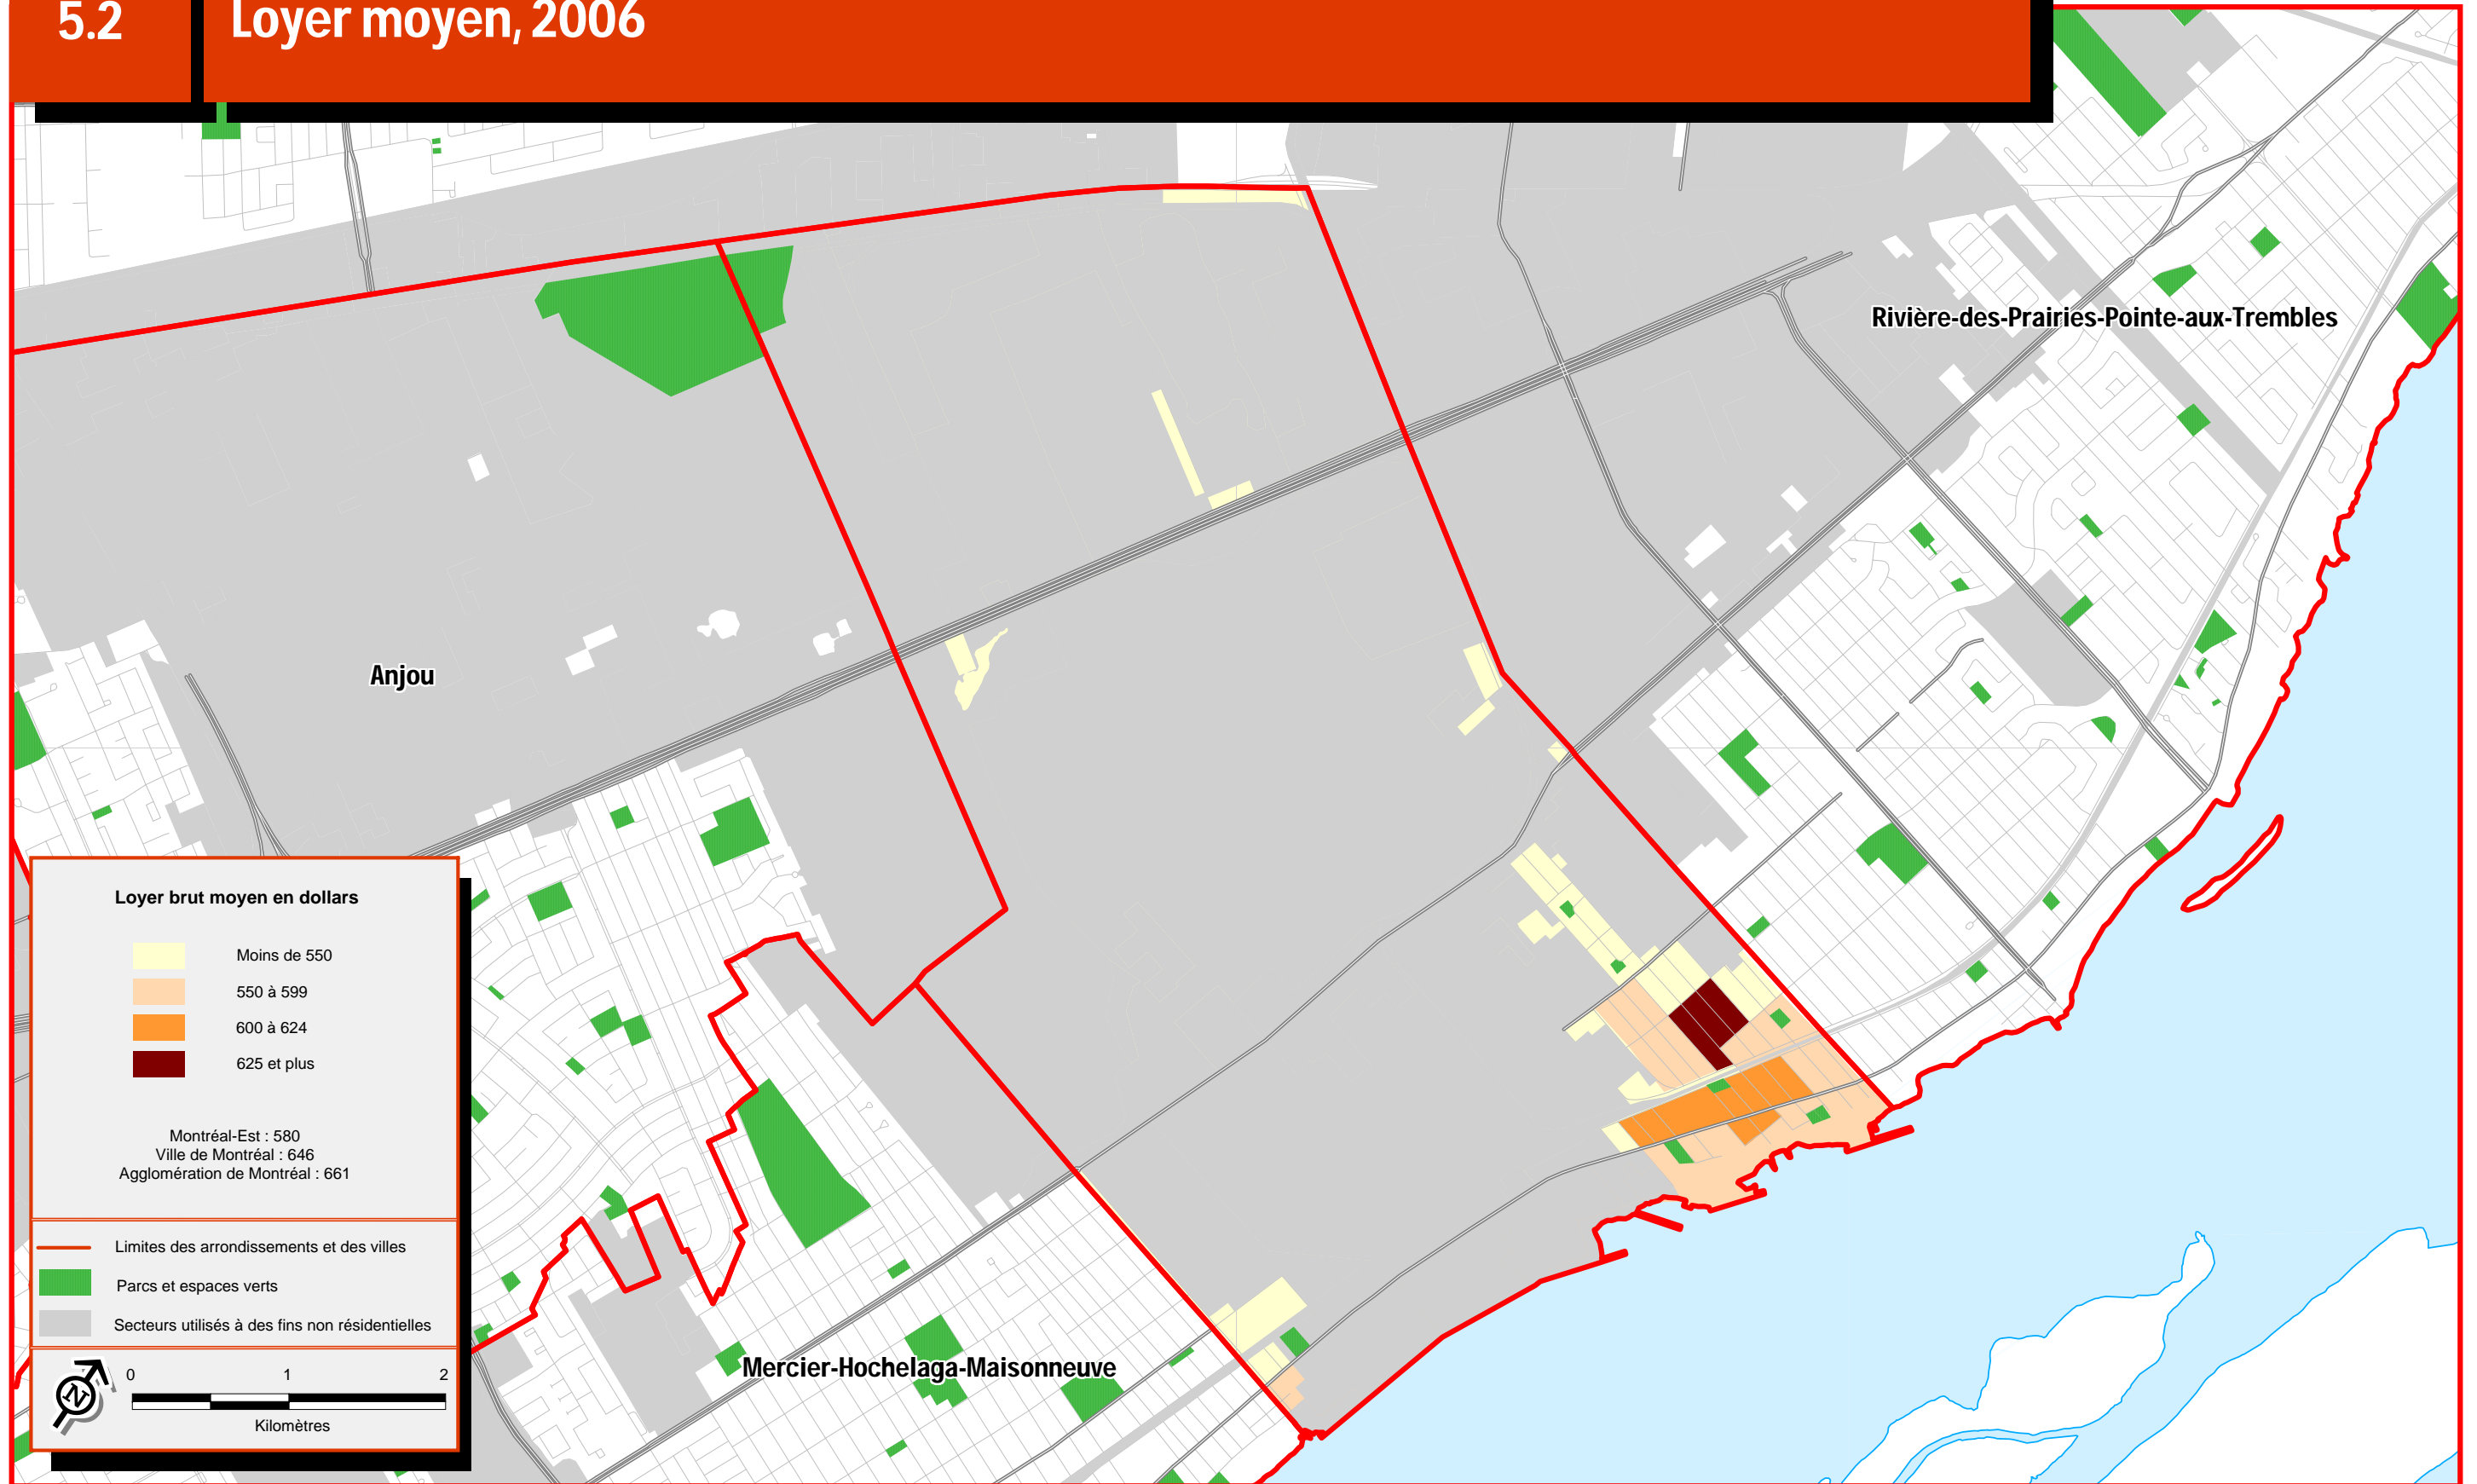 5.2
Loyer moyen, 2006
Rivière-des-Prairies-Pointe-aux-Trembles
Anjou
Mercier-Hochelaga-Maisonneuve
Loyer brut moyen en dollars
Moins de 550
550 à 599
600 à 624
625 et plus
Montréal-Est : 580
Ville de Montréal : 646
Agglomération de Montréal : 661
Limites des arrondissements et des villes
Parcs et espaces verts
Secteurs utilisés à des fins non résidentielles
N
0 1 2
Kilomètres